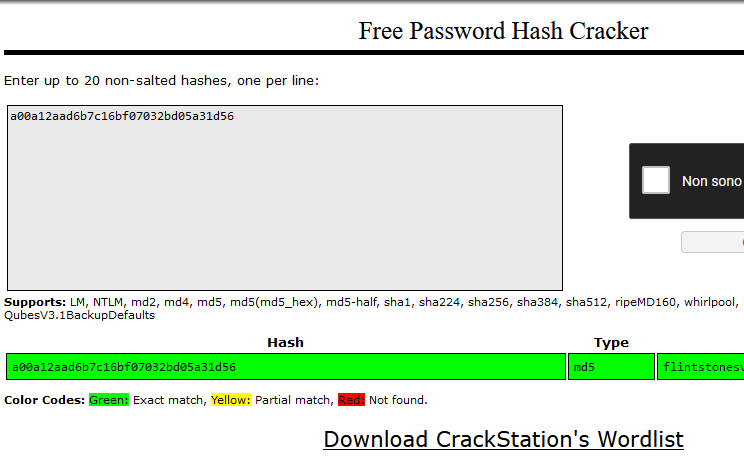 Free Password Hash Cracker
Enter up to 20 non-salted hashes, one per line:
a00a12aad6b7c16bf07032bd05a31d56
Non sono
Supports: LM, NTLM, md2, md4, md5, md5(md5_hex), md5-half, sha1, sha224, sha256, sha384, sha512, ripeMD160, whirlpool,
QubesV3.1BackupDefaults
Hash Type
a00a12aad6b7c16bf07032bd05a31d56 md5 flintstonesv
Color Codes: Green: Exact match, Yellow: Partial match, Red: Not found.
Download CrackStation's Wordlist